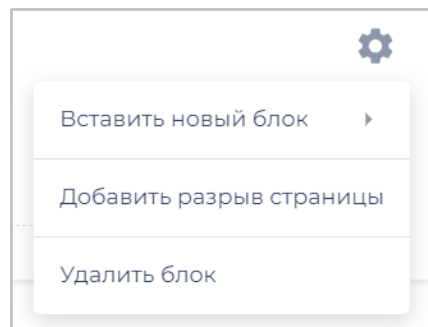 Вставить новый блок
Добавить разрыв страницы
Удалить блок